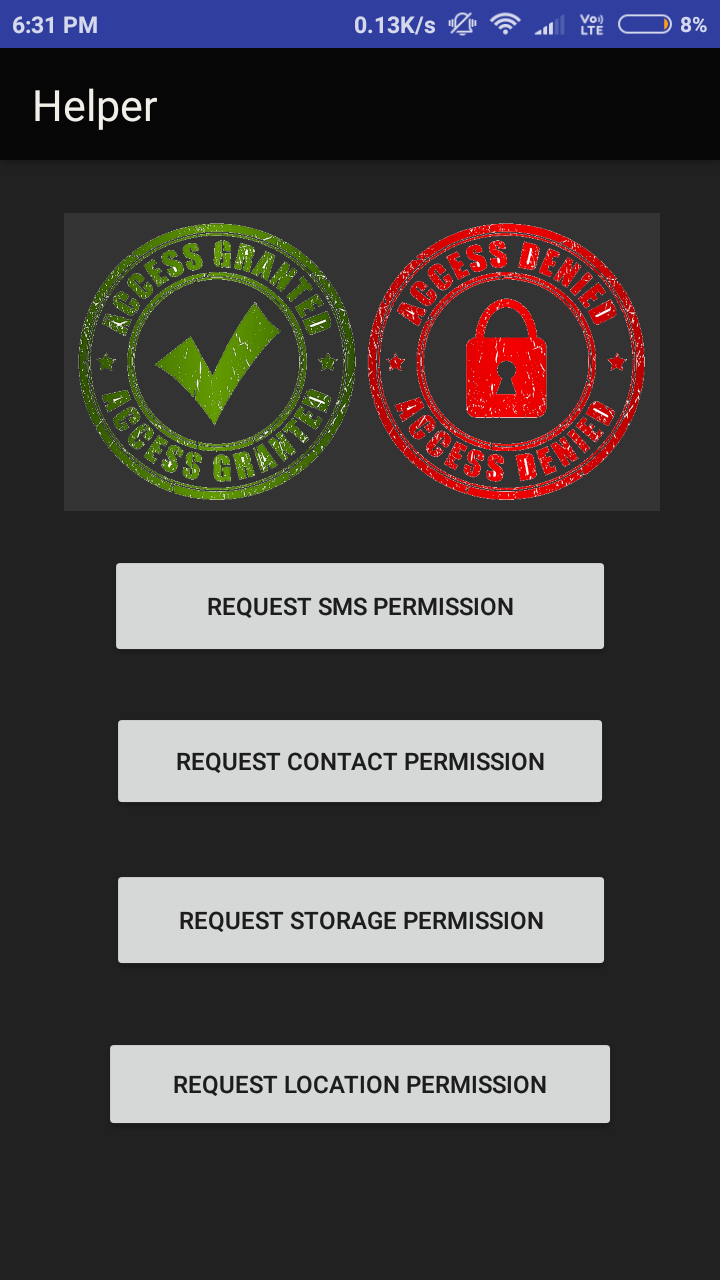 6:31 PM 0.13K/s Vo LTE 8%
Helper
ACCESS GRANTED
ACCESS GRANTED
ACCESS DENIED
ACCESS DENIED
REQUEST SMS PERMISSION
REQUEST CONTACT PERMISSION
REQUEST STORAGE PERMISSION
REQUEST LOCATION PERMISSION